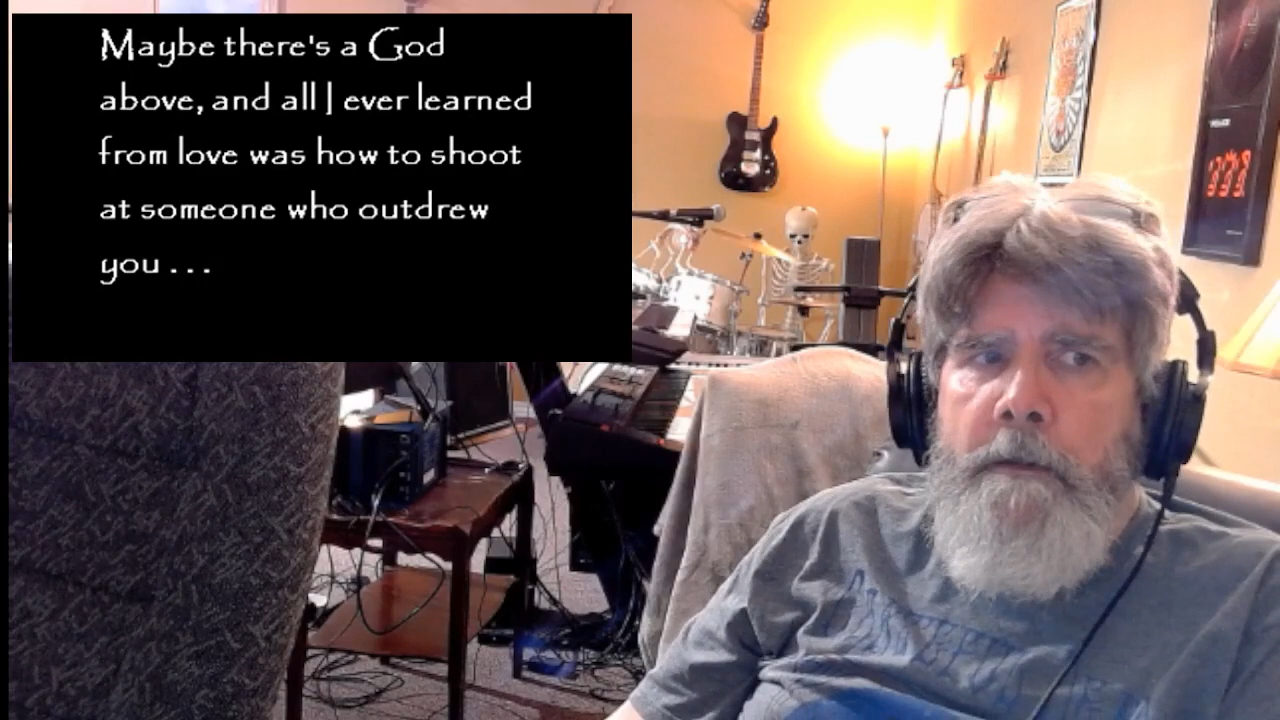 Maybe there's a God
above, and all I ever learned
from love was how to shoot
at someone who outdrew
you . . .